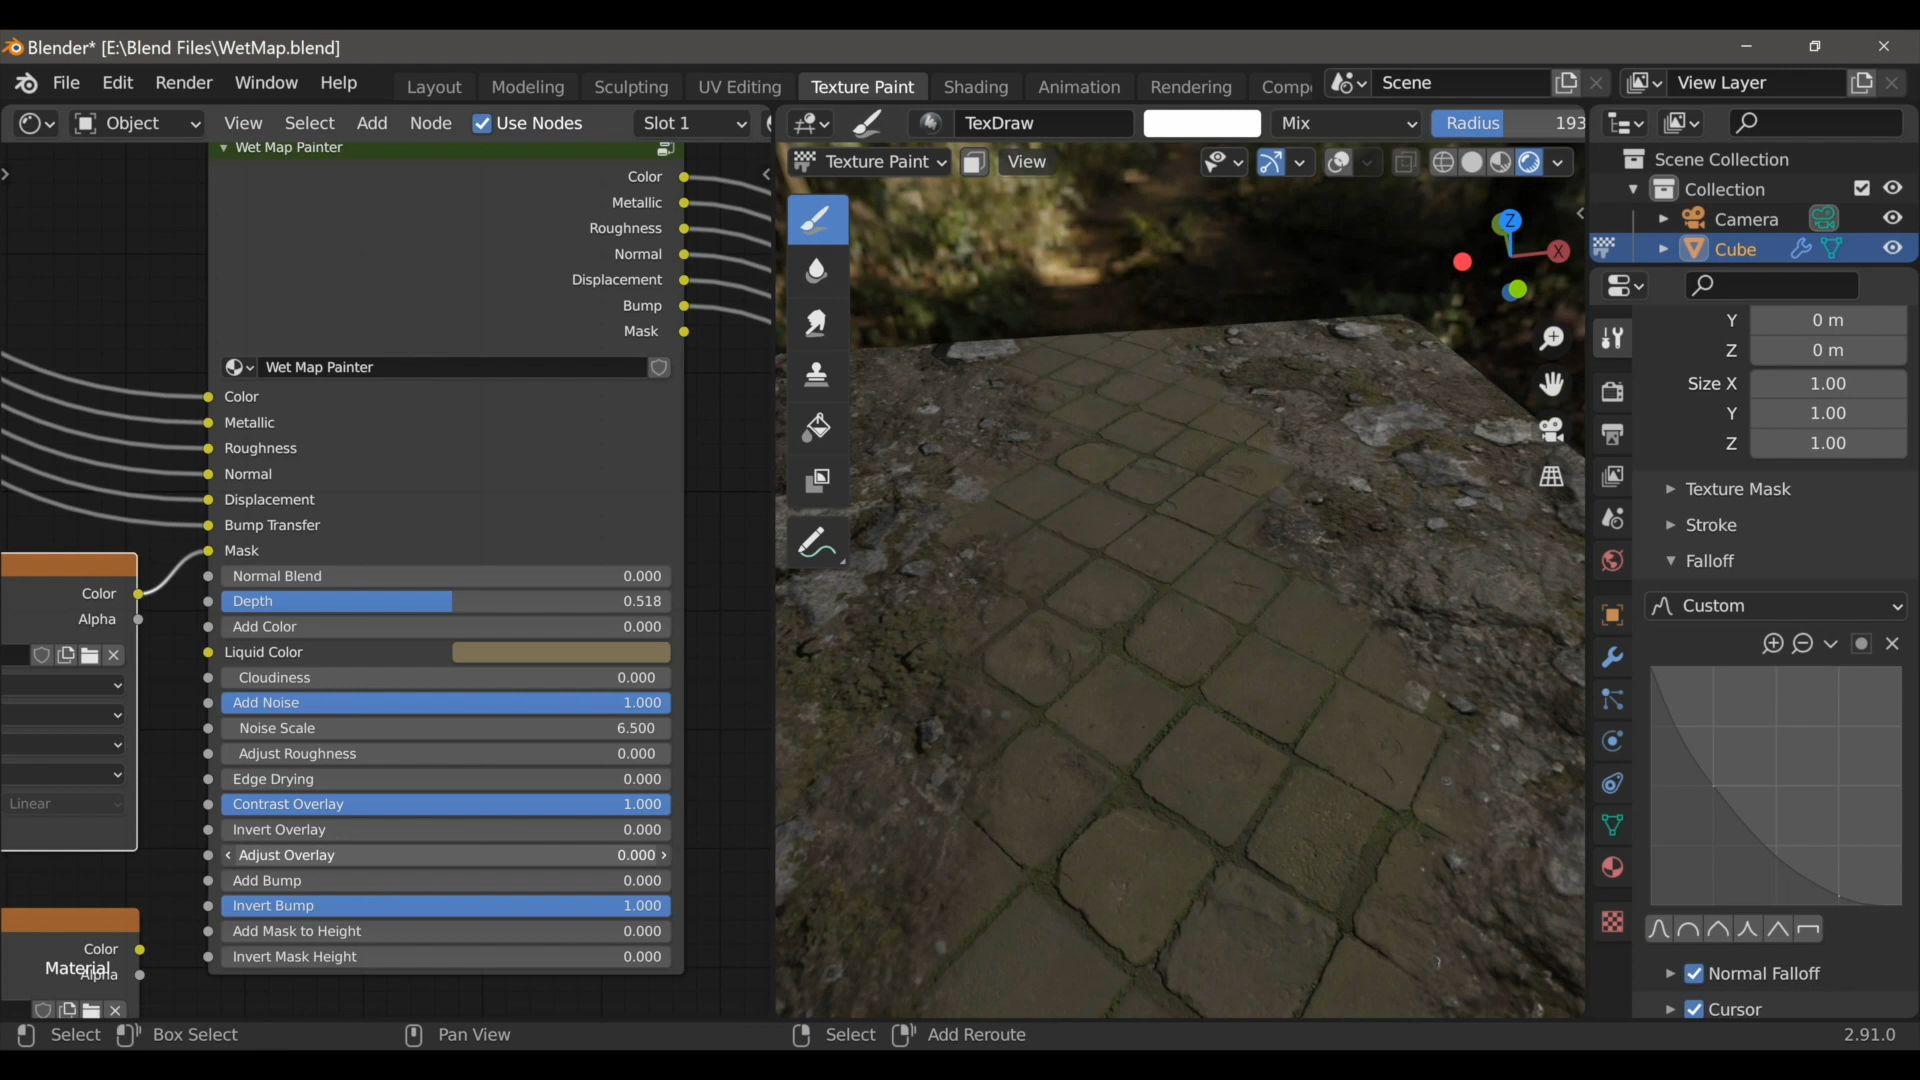 Blender* [E:\Blend Files\WetMap.blend]
File Edit Render Window Help Layout Modeling Sculpting UV Editing Texture Paint Shading Animation Rendering Comp Scene View Layer
Object View Select Add Node Use Nodes Slot 1 TexDraw Mix Radius 193
Wet Map Painter
Texture Paint View
Color
Metallic
Roughness
Normal
Displacement
Bump
Mask
Wet Map Painter
Color
Metallic
Roughness
Normal
Displacement
Bump Transfer
Mask
Normal Blend 0.000
Depth 0.518
Add Color 0.000
Liquid Color
Cloudiness 0.000
Add Noise 1.000
Noise Scale 6.500
Adjust Roughness 0.000
Edge Drying 0.000
Contrast Overlay 1.000
Invert Overlay 0.000
Adjust Overlay 0.000
Add Bump 0.000
Invert Bump 1.000
Add Mask to Height 0.000
Invert Mask Height 0.000
Color
Alpha
Linear
Color
Alpha
Material
Z
X
Scene Collection
Collection
Camera
Cube
Y 0 m
Z 0 m
Size X 1.00
Y 1.00
Z 1.00
Texture Mask
Stroke
Falloff
Custom
Normal Falloff
Cursor
Select Box Select Pan View Select Add Reroute 2.91.0